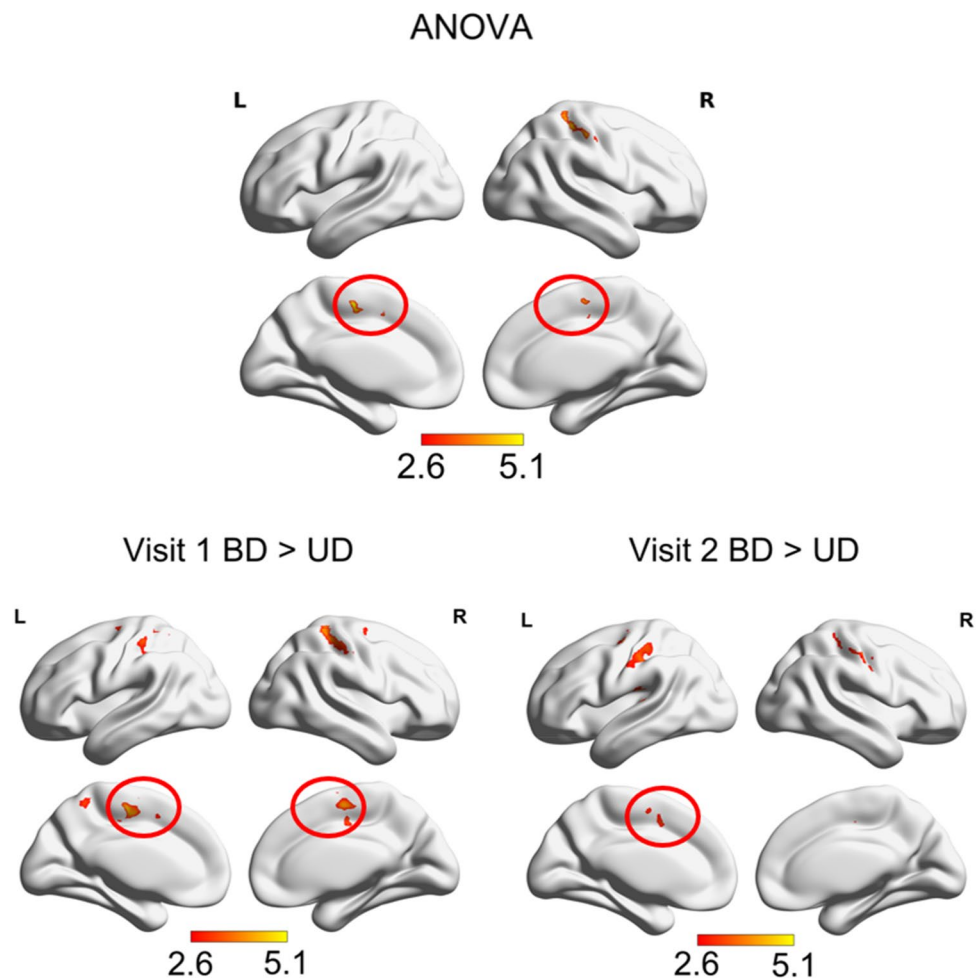 ANOVA
L R
2.6 5.1
Visit 1 BD > UD Visit 2 BD > UD
L R L R
2.6 5.1 2.6 5.1